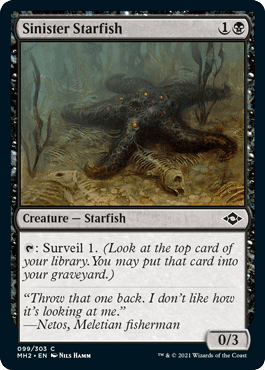 Sinister Starfish 1
Creature — Starfish
: Surveil 1. (Look at the top card of
your library. You may put that card into
your graveyard.)
“Throw that one back. I don’t like how
it’s looking at me.”
—Netos, Meletian fisherman
0/3
099/303 C
MH2 • EN Nils Hamm
™ & © 2021 Wizards of the Coast